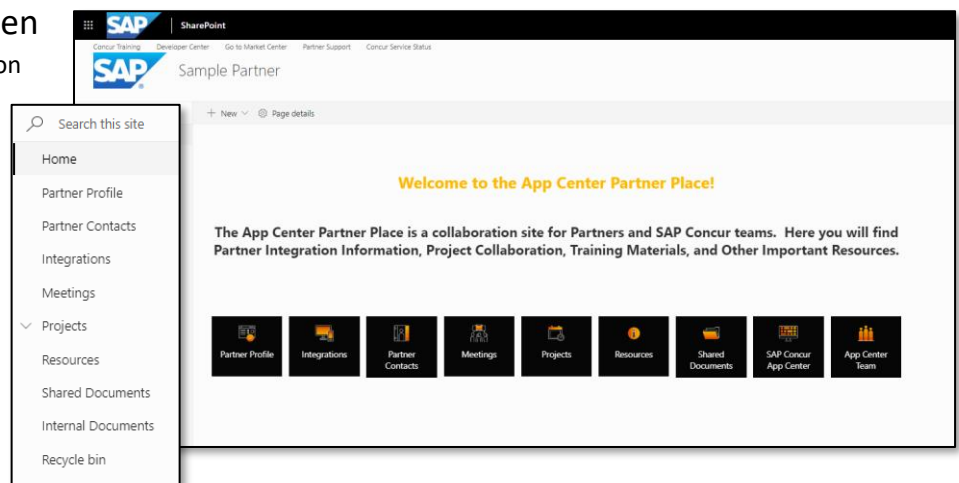 en
on
SAP
SharePoint
Concur Training Developer Center Go to Market Center Partner Support Concur Service Status
SAP
Sample Partner
+ New Page details
Search this site
Home
Partner Profile
Partner Contacts
Integrations
Meetings
Projects
Resources
Shared Documents
Internal Documents
Recycle bin
Welcome to the App Center Partner Place!
The App Center Partner Place is a collaboration site for Partners and SAP Concur teams. Here you will find
Partner Integration Information, Project Collaboration, Training Materials, and Other Important Resources.
Partner Profile
Integrations
Partner
Contacts
Meetings
Projects
Resources
Shared
Documents
SAP Concur
App Center
App Center
Team